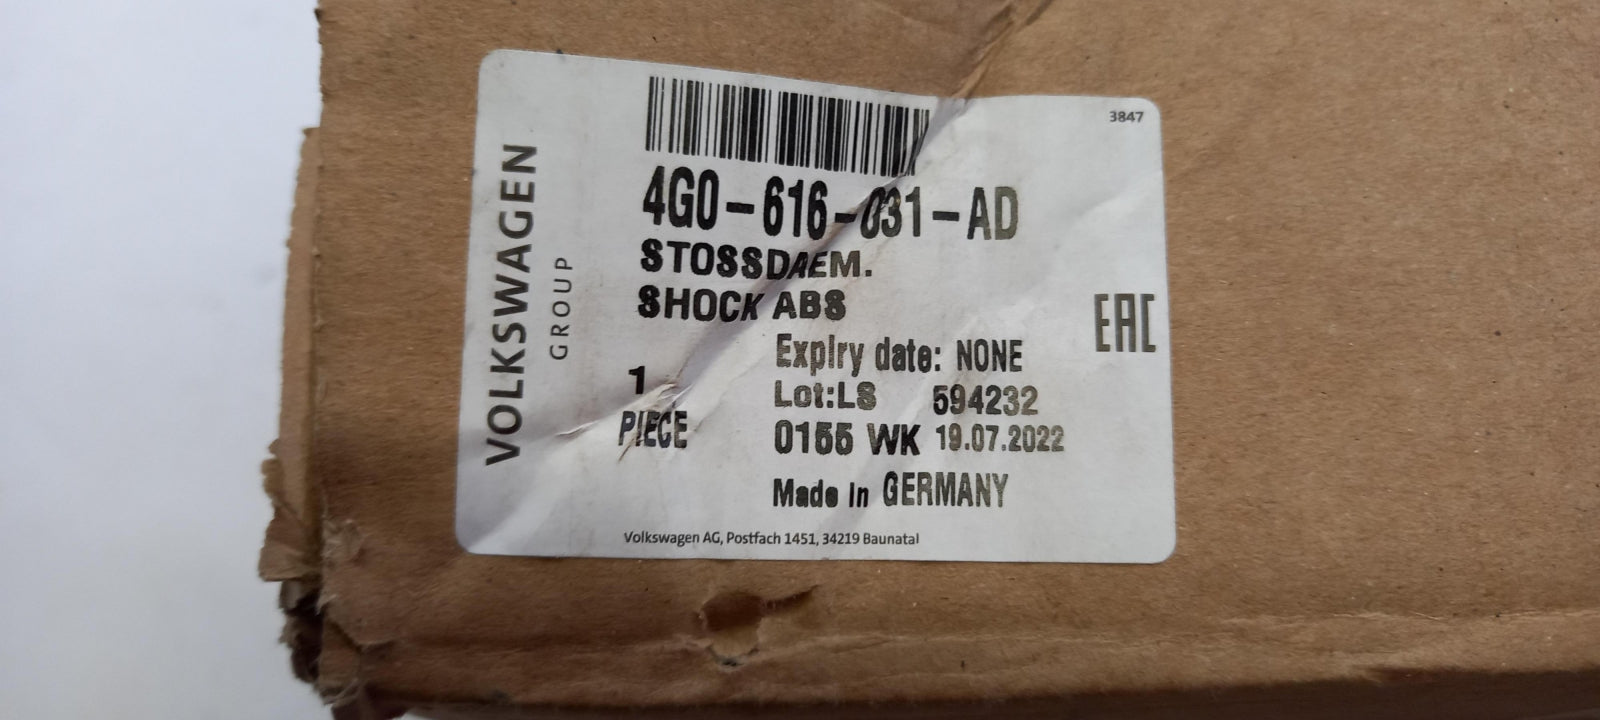 VOLKSWAGEN
GROUP
3847
4G0-616-031-AD
STOSSDAEM.
SHOCK ABS
EAC
1
PIECE
Expiry date: NONE
Lot:LS 594232
0155 WK 19.07.2022
Made in GERMANY
Volkswagen AG, Postfach 1451, 34219 Baunatal